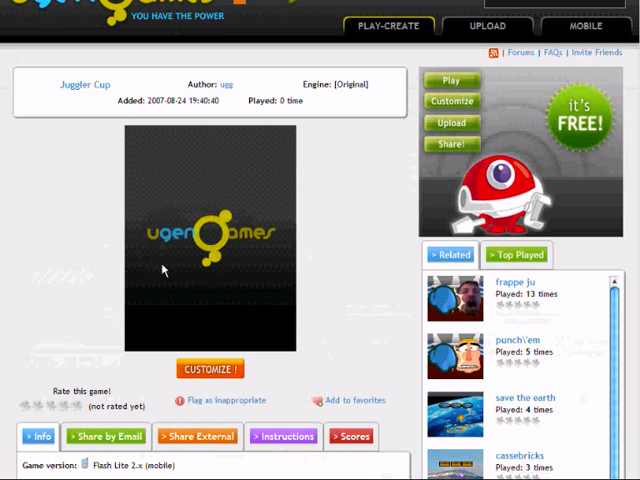 YOU HAVE THE POWER
PLAY-CREATE
UPLOAD
MOBILE
Forums | FAQs | Invite Friends
Juggler Cup
Author: ugg
Engine: [Original]
Added: 2007-08-24 19:40:40
Played: 0 time
Play
Customize
Upload
Share!
it's
FREE!
ugengames
> Related
> Top Played
frappe ju
Played: 13 times
punch\'em
Played: 5 times
save the earth
Played: 4 times
cassebricks
Played: 3 times
CUSTOMIZE !
Rate this game!
(not rated yet)
Flag as inappropriate
Add to favorites
> Info
> Share by Email
> Share External
> Instructions
> Scores
Game version: Flash Lite 2.x (mobile)